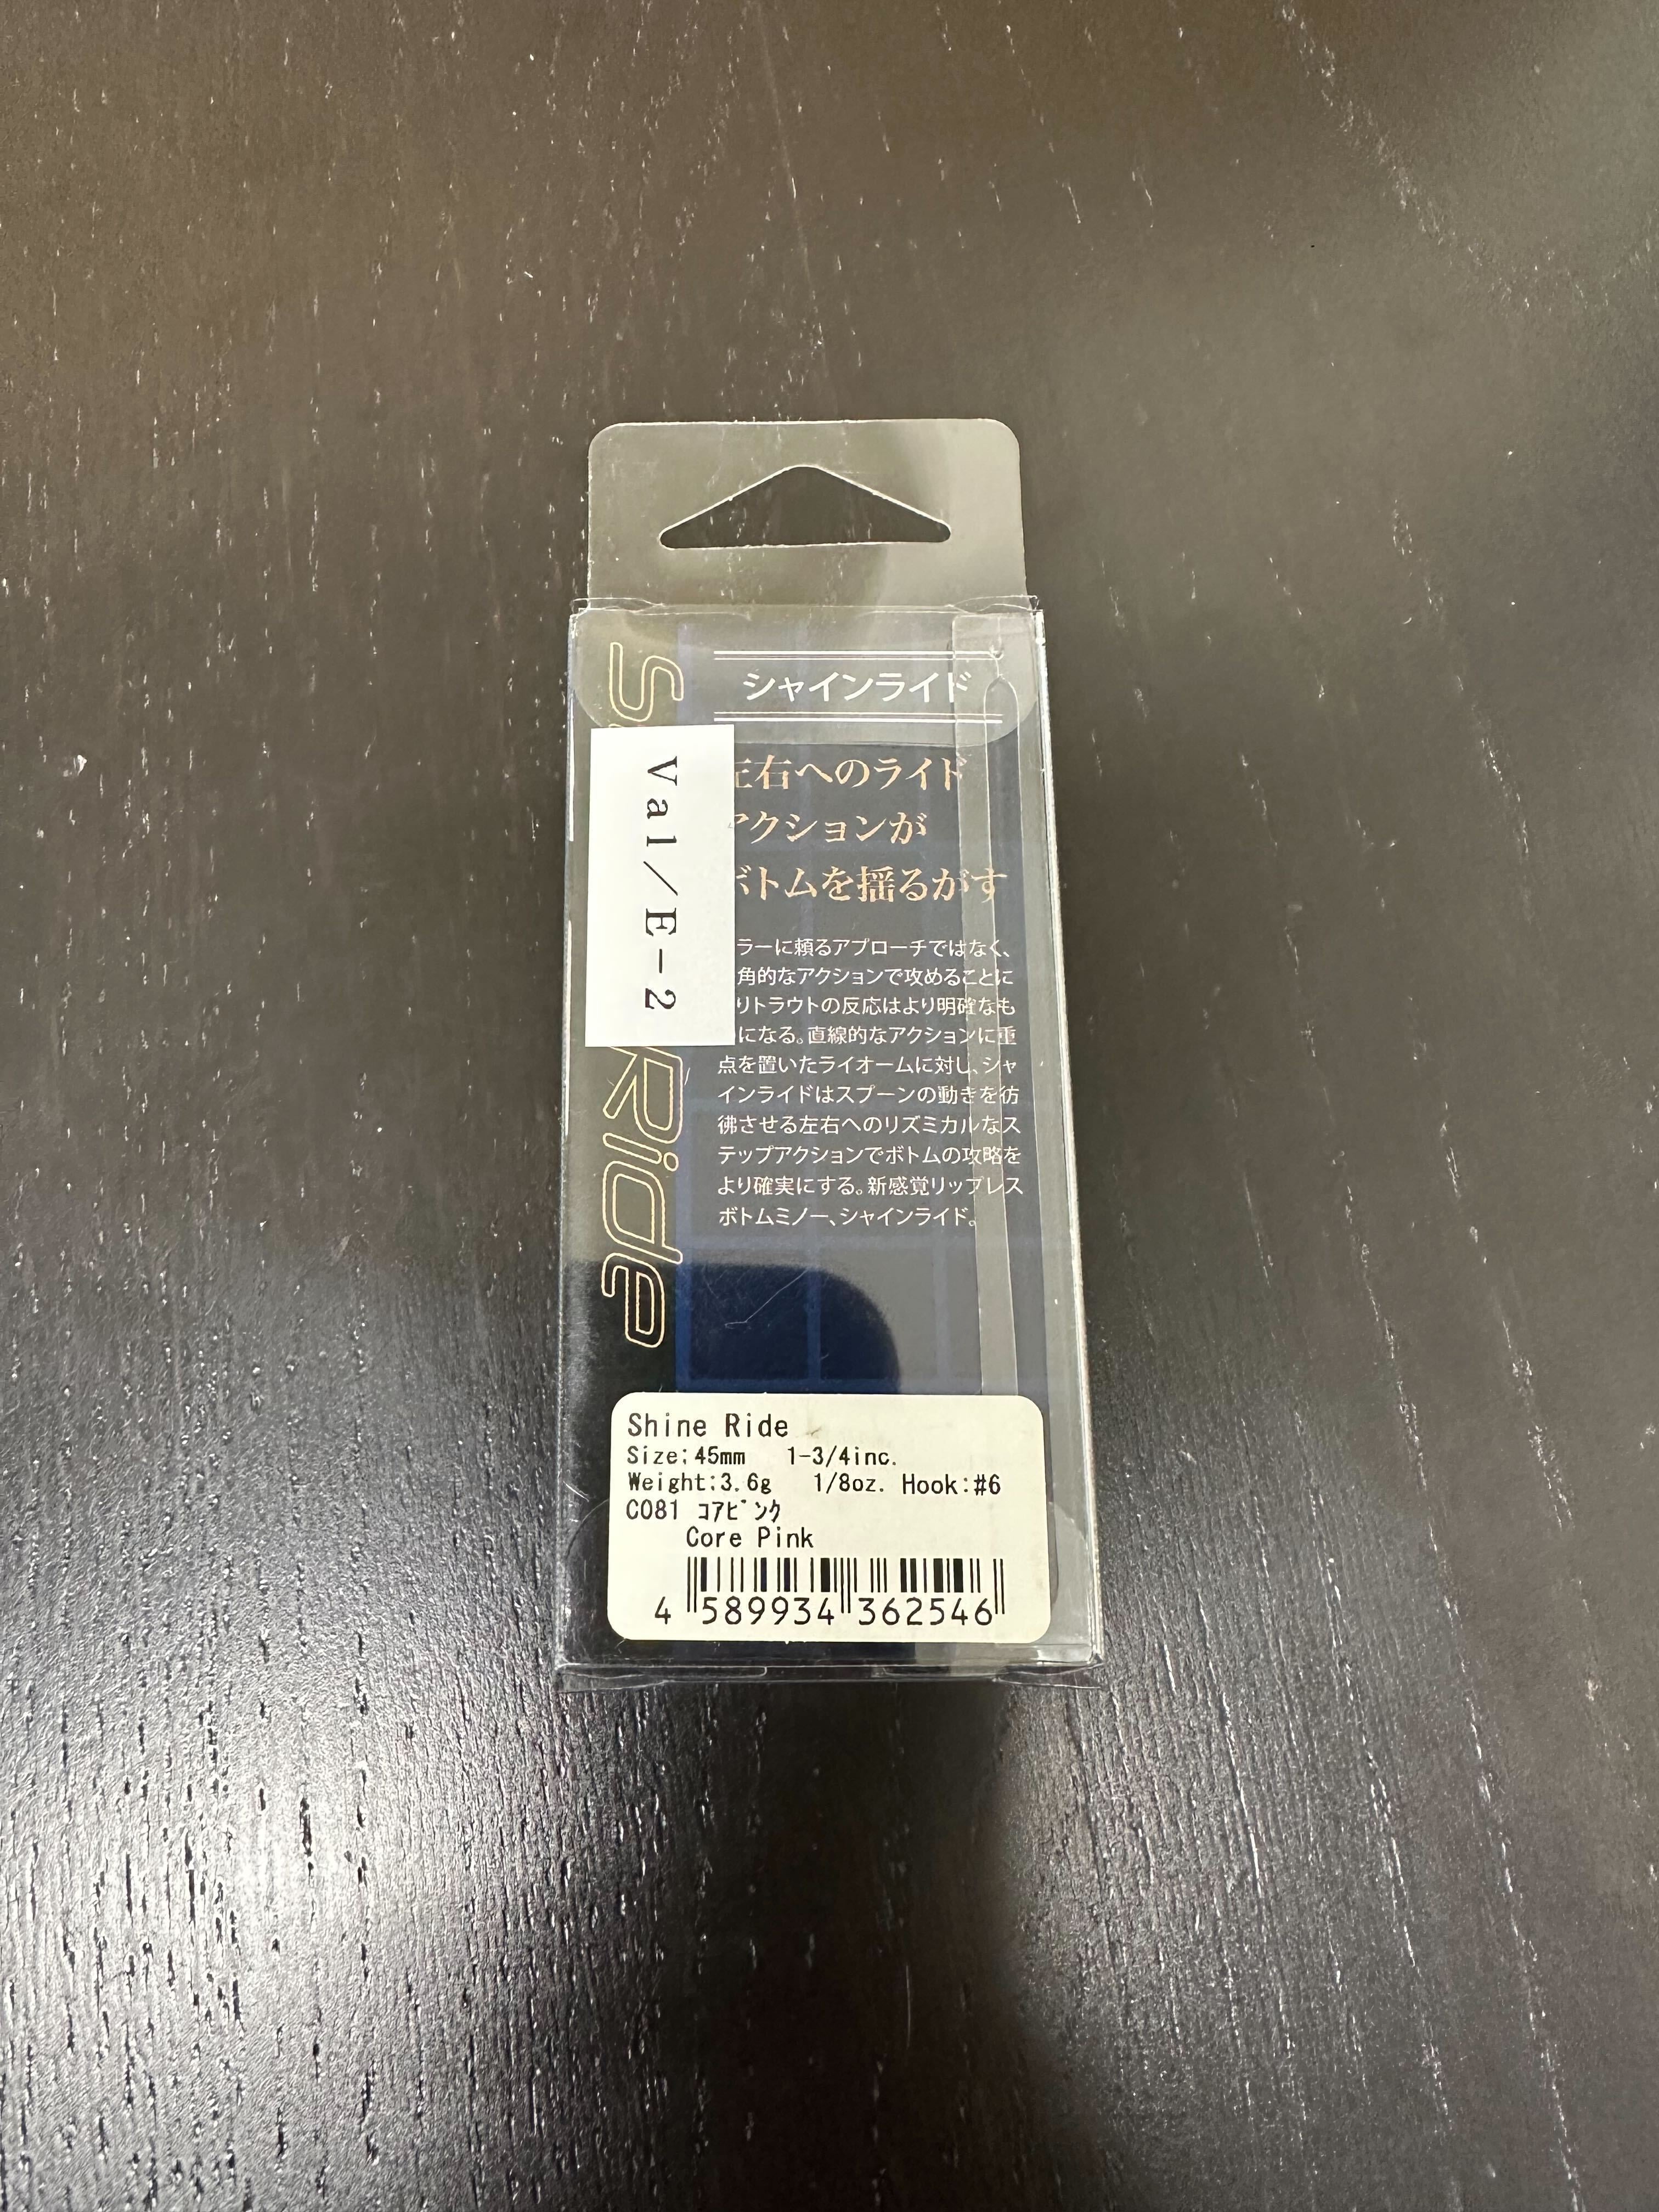 シャインライド
右へのライド
クションが
ボトムを揺るがす
ラーに頼るアプローチではなく、
角的なアクションで攻めることに
りトラウトの反応はより明確なも
になる。直線的なアクションに重
点を置いたライオームに対し、シャ
インライドはスプーンの動きを彷
彿させる左右へのリズミカルなス
テップアクションでボトムの攻略を
より確実にする。新感覚リップレス
ボトムミノー、シャインライド。
Val/E-2
Ride
Shine Ride
Size:45mm 1-3/4inc.
Weight:3.6g 1/8oz. Hook:#6
C081 コアピンク
Core Pink
4 589934 362546